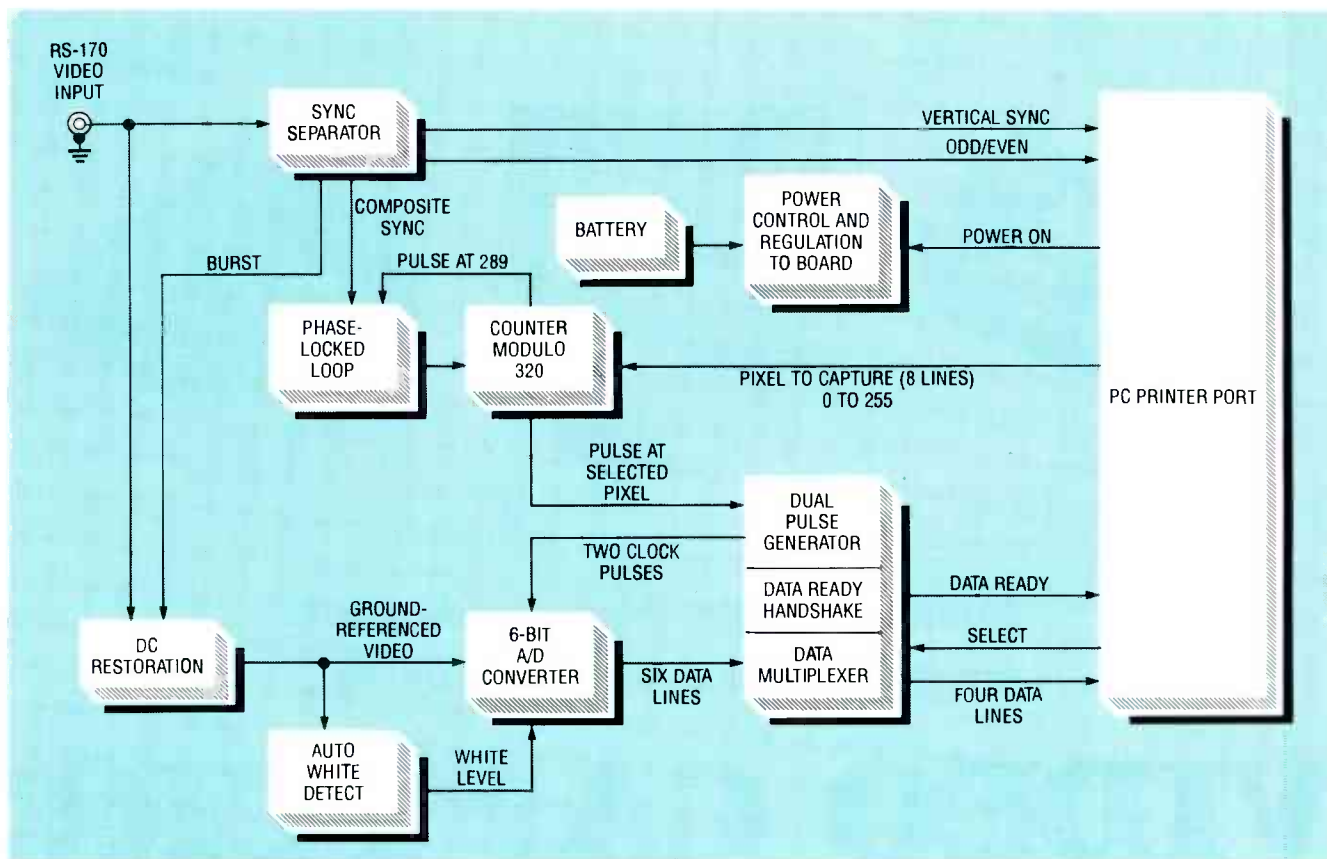 RS-170
VIDEO
INPUT
SYNC
SEPARATOR
VERTICAL SYNC
ODD/EVEN
COMPOSITE
SYNC
BURST
PULSE AT 289
BATTERY
POWER
CONTROL AND
REGULATION
TO BOARD
POWER ON
PHASE-
LOCKED
LOOP
COUNTER
MODULO
320
PIXEL TO CAPTURE (8 LINES)
0 TO 255
PC PRINTER PORT
PULSE AT
SELECTED
PIXEL
DUAL
PULSE
GENERATOR
TWO CLOCK
PULSES
DATA READY
HANDSHAKE
DATA READY
SELECT
DATA
MULTIPLEXER
FOUR DATA
LINES
DC
RESTORATION
GROUND-
REFERENCED
VIDEO
6-BIT
A/D
CONVERTER
SIX DATA
LINES
AUTO
WHITE
DETECT
WHITE
LEVEL